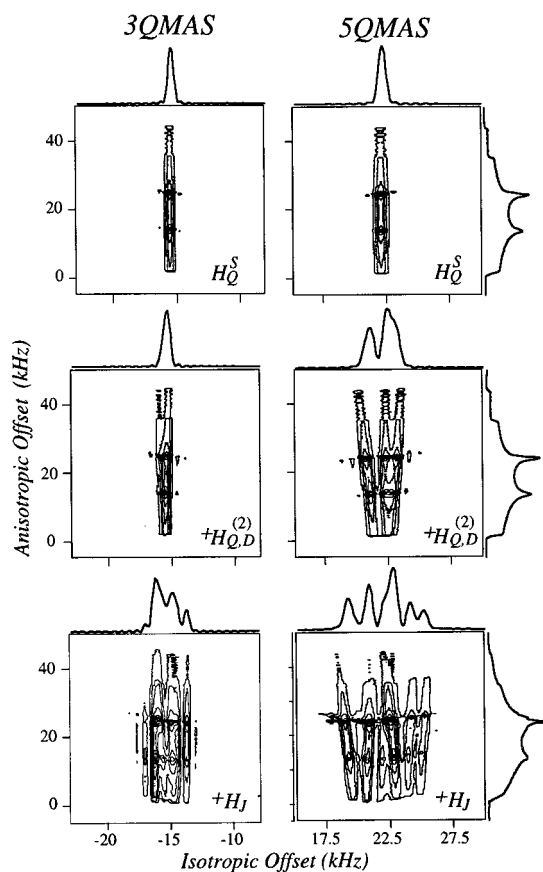 3QMAS 5QMAS
40
20
0
H_Q^S H_Q^S
40
20
0
+H_{Q,D}^{(2)} +H_{Q,D}^{(2)}
40
20
0
+H_J +H_J
-20 -15 -10 17.5 22.5 27.5
Isotropic Offset (kHz)
Anisotropic Offset (kHz)